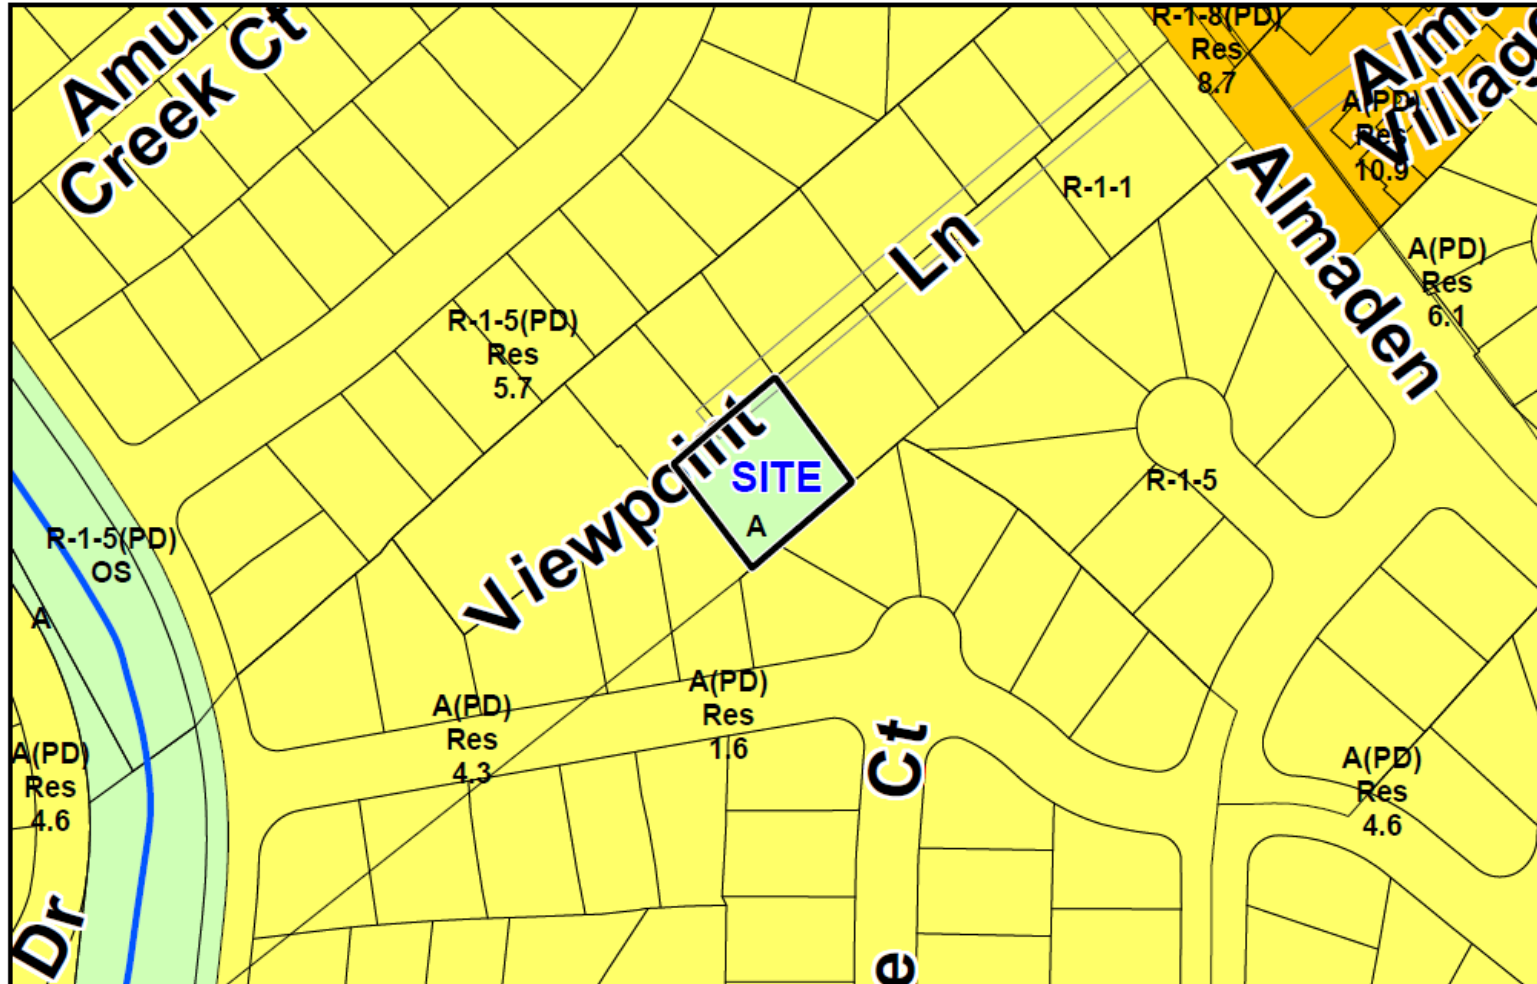 Creek Ct
R-1-8(PD)
Res
8.7
A(PD)
Res
10.9
Almaden
R-1-1
Ln
A(PD)
Res
6.1
R-1-5(PD)
Res
5.7
Viewpoint
SITE
A
R-1-5
R-1-5(PD)
OS
A
A(PD)
Res
4.3
A(PD)
Res
1.6
Ct
A(PD)
Res
4.6
A(PD)
Res
4.6
Dr
e